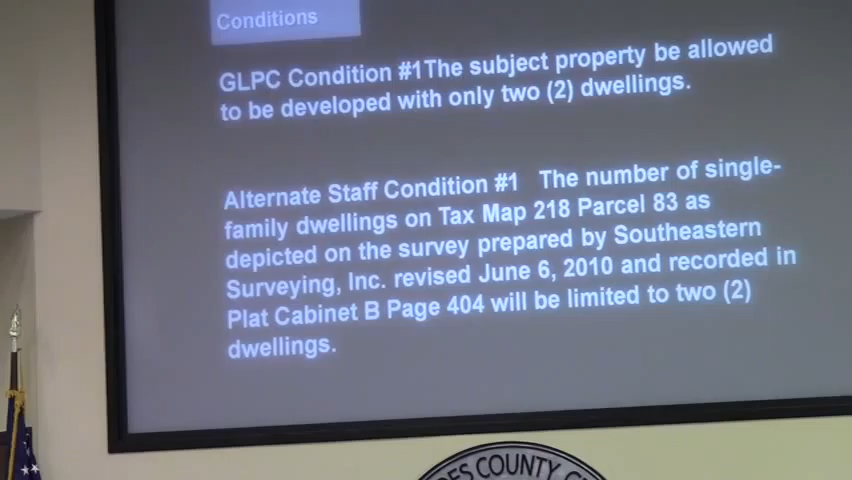 Conditions
GLPC Condition #1The subject property be allowed
to be developed with only two (2) dwellings.
Alternate Staff Condition #1 The number of single-
family dwellings on Tax Map 218 Parcel 83 as
depicted on the survey prepared by Southeastern
Surveying, Inc. revised June 6, 2010 and recorded in
Plat Cabinet B Page 404 will be limited to two (2)
dwellings.
COUNTY